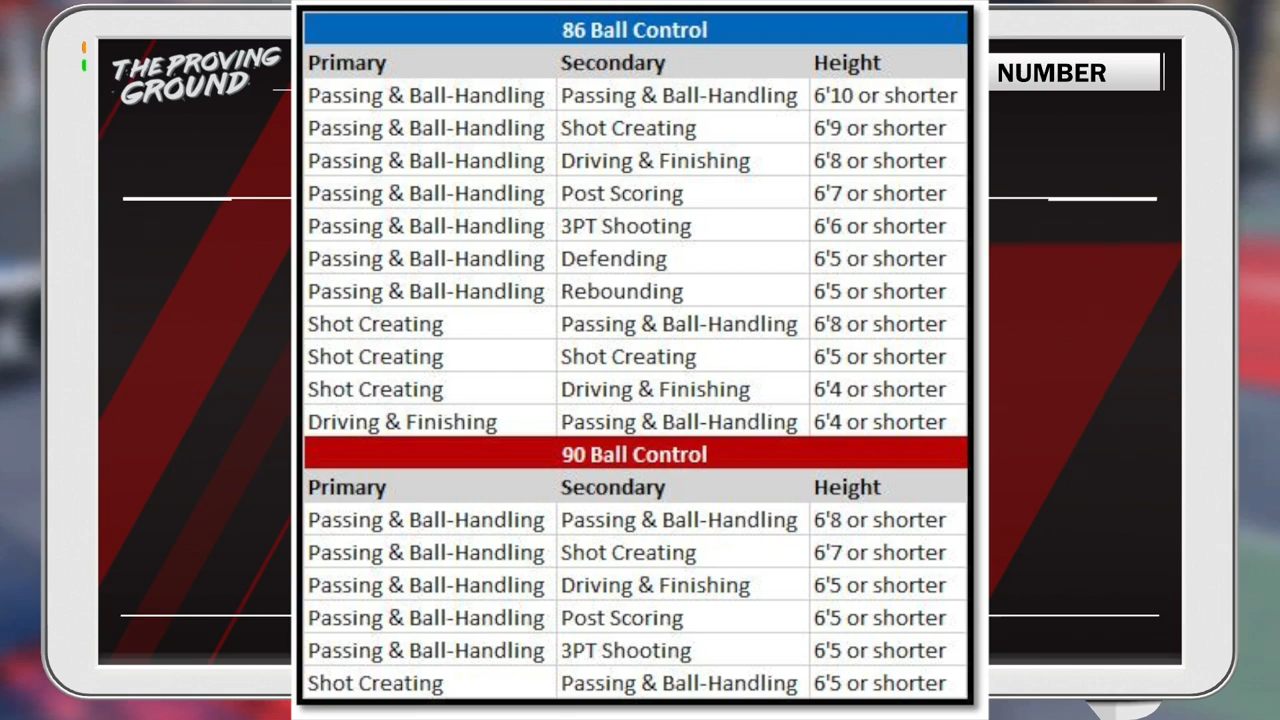 THE PROVING
GROUND
NUMBER
86 Ball Control
Primary Secondary Height
Passing & Ball-Handling Passing & Ball-Handling 6'10 or shorter
Passing & Ball-Handling Shot Creating 6'9 or shorter
Passing & Ball-Handling Driving & Finishing 6'8 or shorter
Passing & Ball-Handling Post Scoring 6'7 or shorter
Passing & Ball-Handling 3PT Shooting 6'6 or shorter
Passing & Ball-Handling Defending 6'5 or shorter
Passing & Ball-Handling Rebounding 6'5 or shorter
Shot Creating Passing & Ball-Handling 6'8 or shorter
Shot Creating Shot Creating 6'5 or shorter
Shot Creating Driving & Finishing 6'4 or shorter
Driving & Finishing Passing & Ball-Handling 6'4 or shorter
90 Ball Control
Primary Secondary Height
Passing & Ball-Handling Passing & Ball-Handling 6'8 or shorter
Passing & Ball-Handling Shot Creating 6'7 or shorter
Passing & Ball-Handling Driving & Finishing 6'5 or shorter
Passing & Ball-Handling Post Scoring 6'5 or shorter
Passing & Ball-Handling 3PT Shooting 6'5 or shorter
Shot Creating Passing & Ball-Handling 6'5 or shorter